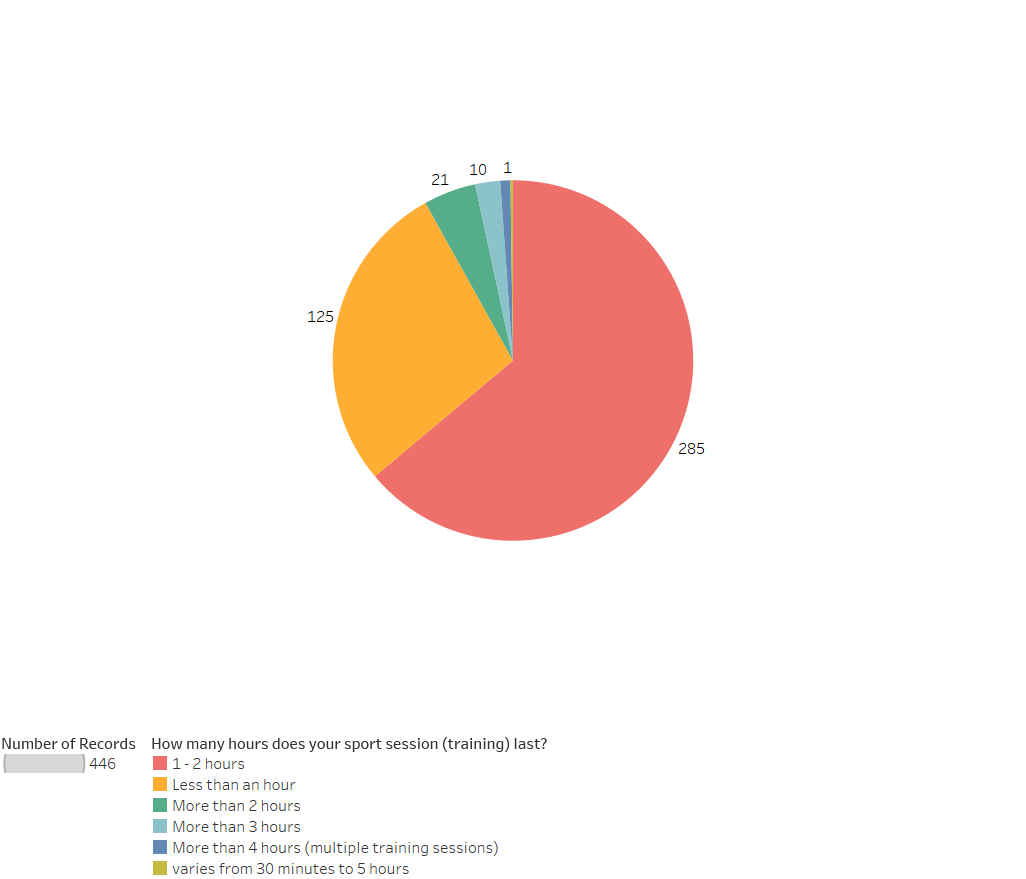 10
1
21
125
285
Number of Records
446
How many hours does your sport session (training) last?
1 - 2 hours
Less than an hour
More than 2 hours
More than 3 hours
More than 4 hours (multiple training sessions)
varies from 30 minutes to 5 hours